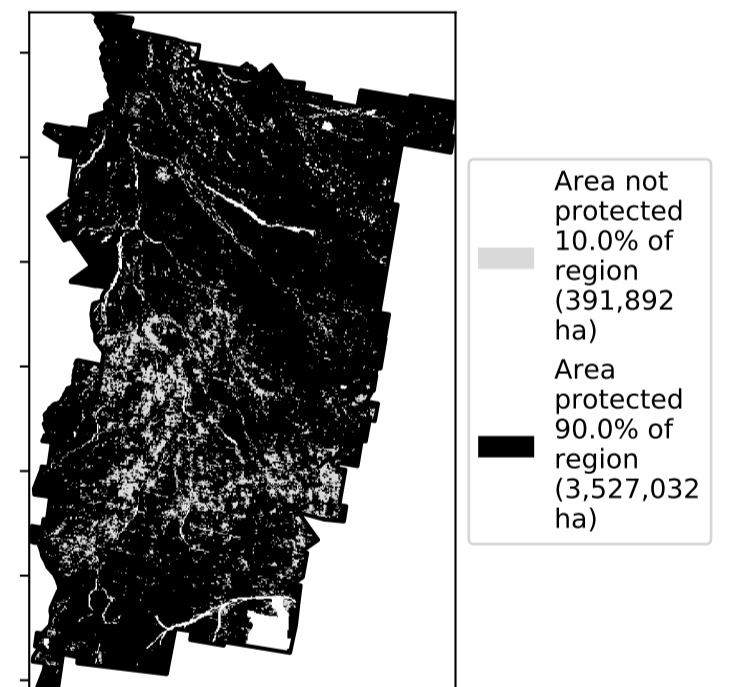 Area not
protected
10.0% of
region
(391,892
ha)
Area
protected
90.0% of
region
(3,527,032
ha)